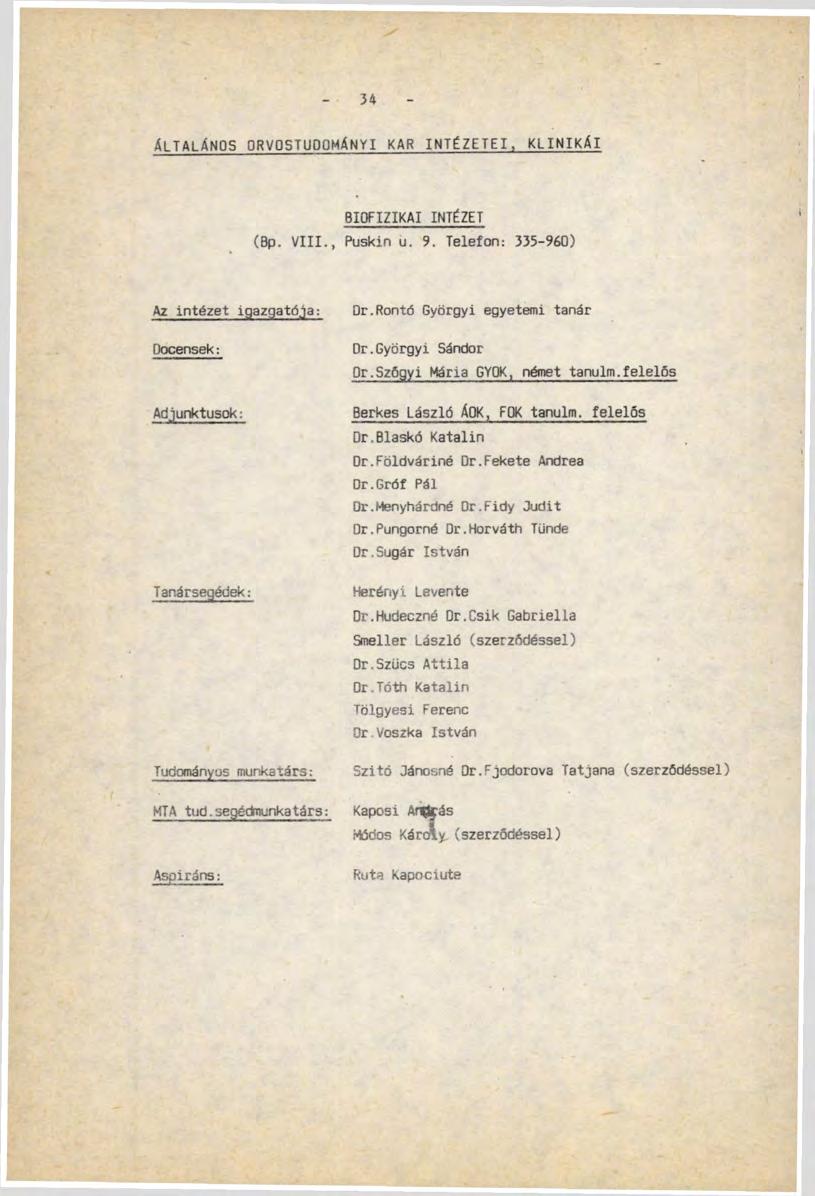 - 34 -
ÁLTALÁNOS ORVOSTUDOMÁNYI KAR INTÉZETEI, KLINIKÁI
BIOFIZIKAI INTÉZET
(Bp. VIII., Puskin u. 9. Telefon: 335-960)
Az intézet igazgatója: Dr.Rontó Györgyi egyetemi tanár
Docensek: Dr.Györgyi Sándor
Dr.Szőgyi Mária GYOK, német tanulm.felelős
Adjunktusok: Berkes László ÁOK, FOK tanulm. felelős
Dr.Blaskó Katalin
Dr.Földváriné Dr.Fekete Andrea
Dr.Gróf Pál
Dr.Menyhárdné Dr.Fidy Judit
Dr.Pungorné Dr.Horváth Tünde
Dr.Sugár István
Tanársegédek: Herényi Levente
Dr.Hudeczné Dr.Csik Gabriella
Smeller László (szerződéssel)
Dr.Szücs Attila
Dr.Tóth Katalin
Tölgyesi Ferenc
Dr.Voszka István
Tudományos munkatárs: Szitó Jánosné Dr.Fjodorova Tatjana (szerződéssel)
MTA tud.segédmunkatárs: Kaposi András
Módos Károly (szerződéssel)
Aspiráns: Ruta Kapociute